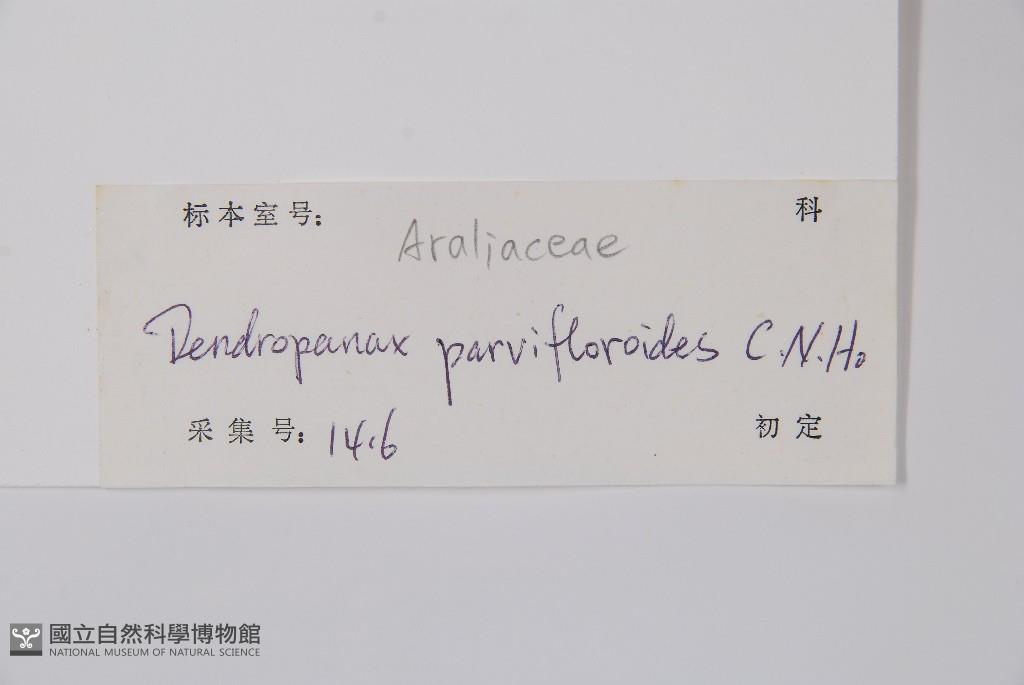 标本室号: 科
Araliaceae
Dendropanax parvifloroides C.N.Ho
采集号: 14.6 初定
國立自然科學博物館
NATIONAL MUSEUM OF NATURAL SCIENCE